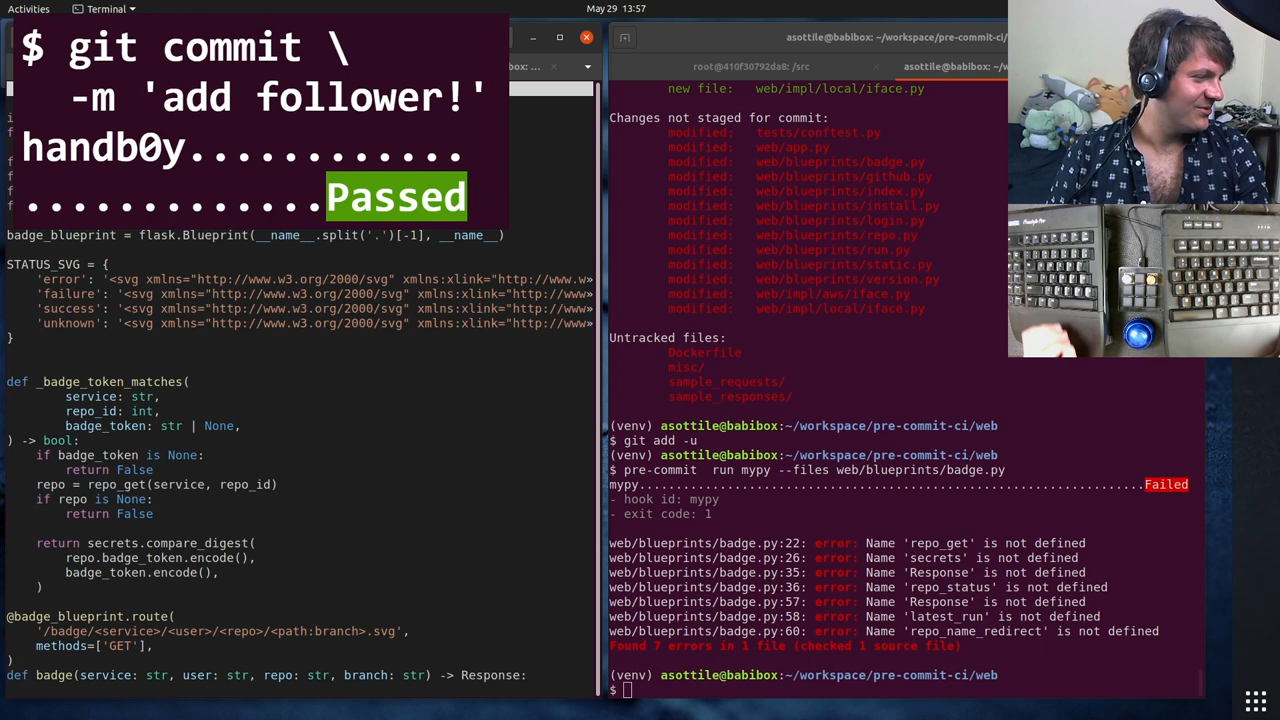 Activities
Terminal
May 29 13:57
$ git commit \
-m 'add follower!'
handb0y............
.............Passed
box: ...
asottile@babibox: ~/workspace/pre-commit-ci/
root@410f30792da8: /src
asottile@babibox: ~/w
badge_blueprint = flask.Blueprint(__name__.split('.')[-1], __name__)
STATUS_SVG = {
'error': '<svg xmlns="http://www.w3.org/2000/svg" xmlns:xlink="http://www.w»
'failure': '<svg xmlns="http://www.w3.org/2000/svg" xmlns:xlink="http://www»
'success': '<svg xmlns="http://www.w3.org/2000/svg" xmlns:xlink="http://www»
'unknown': '<svg xmlns="http://www.w3.org/2000/svg" xmlns:xlink="http://www»
}
def _badge_token_matches(
service: str,
repo_id: int,
badge_token: str | None,
) -> bool:
if badge_token is None:
return False
repo = repo_get(service, repo_id)
if repo is None:
return False
return secrets.compare_digest(
repo.badge_token.encode(),
badge_token.encode(),
)
@badge_blueprint.route(
'/badge/<service>/<user>/<repo>/<path:branch>.svg',
methods=['GET'],
)
def badge(service: str, user: str, repo: str, branch: str) -> Response:
new file: web/impl/local/iface.py
Changes not staged for commit:
modified: tests/conftest.py
modified: web/app.py
modified: web/blueprints/badge.py
modified: web/blueprints/github.py
modified: web/blueprints/index.py
modified: web/blueprints/install.py
modified: web/blueprints/login.py
modified: web/blueprints/repo.py
modified: web/blueprints/run.py
modified: web/blueprints/static.py
modified: web/blueprints/version.py
modified: web/impl/aws/iface.py
modified: web/impl/local/iface.py
Untracked files:
Dockerfile
misc/
sample_requests/
sample_responses/
(venv) asottile@babibox:~/workspace/pre-commit-ci/web
$ git add -u
(venv) asottile@babibox:~/workspace/pre-commit-ci/web
$ pre-commit  run mypy --files web/blueprints/badge.py
mypy.....................................................................Failed
- hook id: mypy
- exit code: 1
web/blueprints/badge.py:22: error: Name 'repo_get' is not defined
web/blueprints/badge.py:26: error: Name 'secrets' is not defined
web/blueprints/badge.py:35: error: Name 'Response' is not defined
web/blueprints/badge.py:36: error: Name 'repo_status' is not defined
web/blueprints/badge.py:57: error: Name 'Response' is not defined
web/blueprints/badge.py:58: error: Name 'latest_run' is not defined
web/blueprints/badge.py:60: error: Name 'repo_name_redirect' is not defined
Found 7 errors in 1 file (checked 1 source file)
(venv) asottile@babibox:~/workspace/pre-commit-ci/web
$